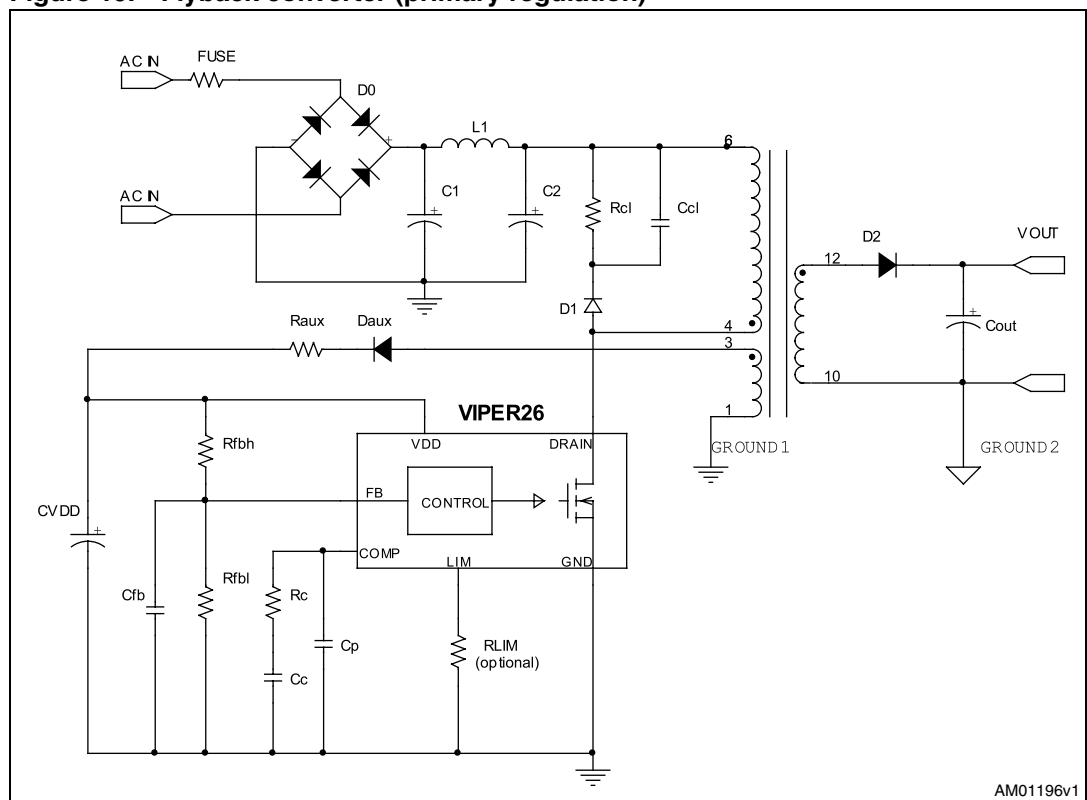 Figure 18. Flyback converter (primary regulation)
AC IN
FUSE
D0
- +
AC IN
L1
C1
+
C2
+
Rcl
Ccl
6
D1
4
3
1
12
10
D2
VOUT
+
Cout
Raux
Daux
GROUND1
GROUND2
VIPER26
VDD
DRAIN
Rfbh
FB
CONTROL
CVDD
+
COMP
LIM
GND
Cfb
Rfbl
Rc
Cp
Cc
RLIM
(optional)
AM01196v1